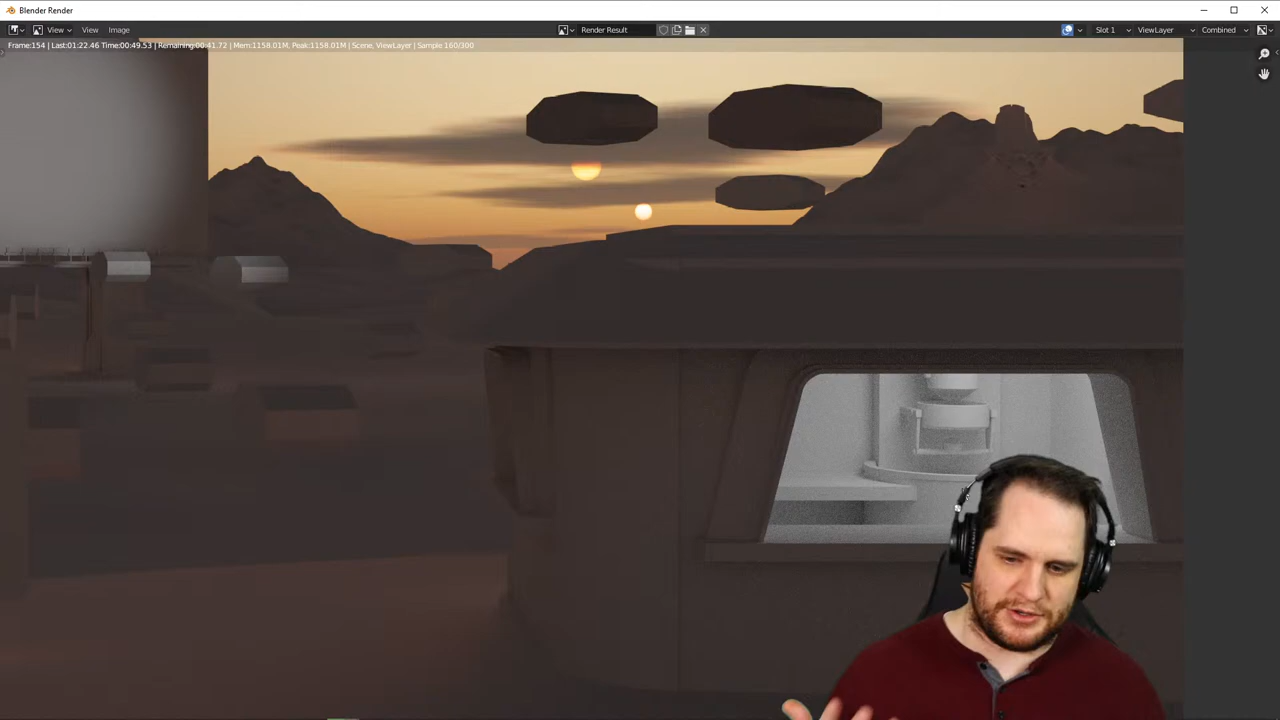 Blender Render
View View Image Render Result Slot 1 ViewLayer Combined
Frame:154 | Last:01:22.46 Time:00:49.53 | Remaining:00:41.72 | Mem:1158.01M, Peak:1158.01M | Scene, ViewLayer | Sample 160/300